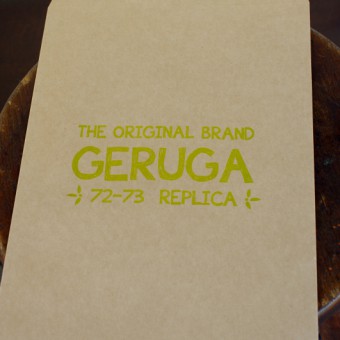 THE ORIGINAL BRAND
GERUGA
72-73 REPLICA